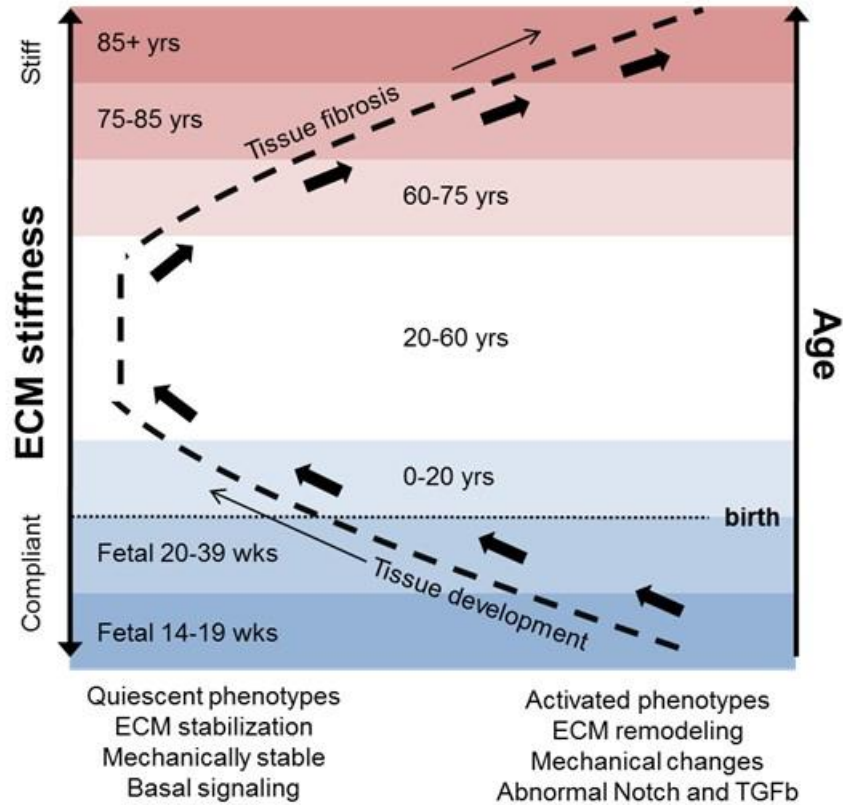 Stiff
85+ yrs
75-85 yrs
Tissue fibrosis
60-75 yrs
ECM stiffness
20-60 yrs
Age
0-20 yrs
birth
Compliant
Fetal 20-39 wks
Tissue development
Fetal 14-19 wks
Quiescent phenotypes
ECM stabilization
Mechanically stable
Basal signaling
Activated phenotypes
ECM remodeling
Mechanical changes
Abnormal Notch and TGFb